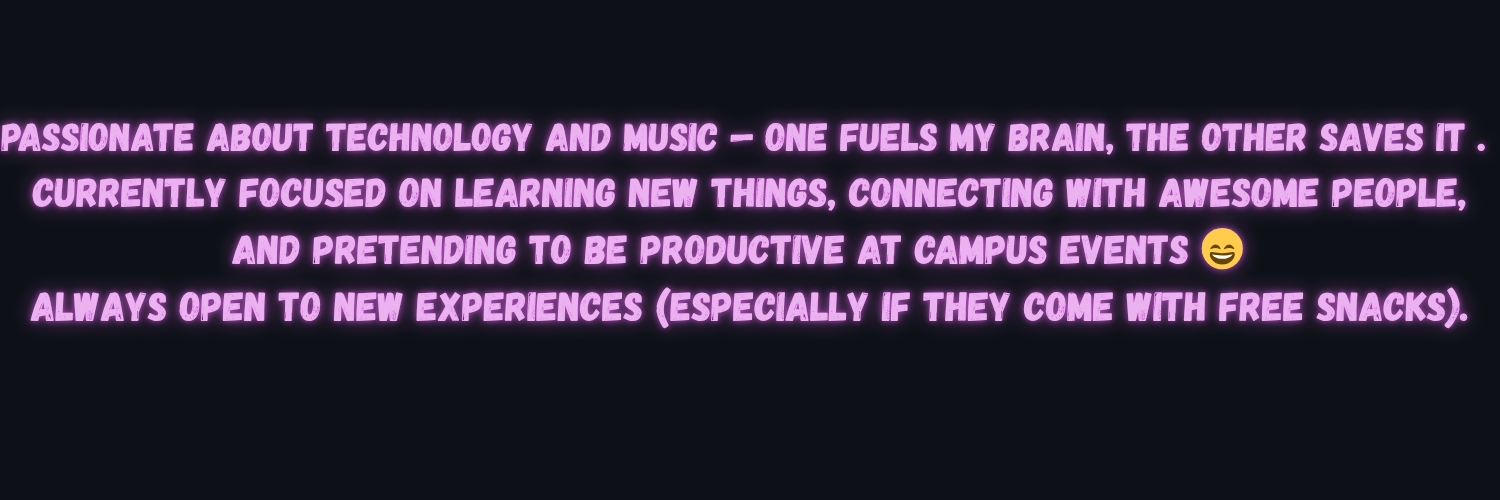 PASSIONATE ABOUT TECHNOLOGY AND MUSIC – ONE FUELS MY BRAIN, THE OTHER SAVES IT .
CURRENTLY FOCUSED ON LEARNING NEW THINGS, CONNECTING WITH AWESOME PEOPLE,
AND PRETENDING TO BE PRODUCTIVE AT CAMPUS EVENTS 😄
ALWAYS OPEN TO NEW EXPERIENCES (ESPECIALLY IF THEY COME WITH FREE SNACKS).